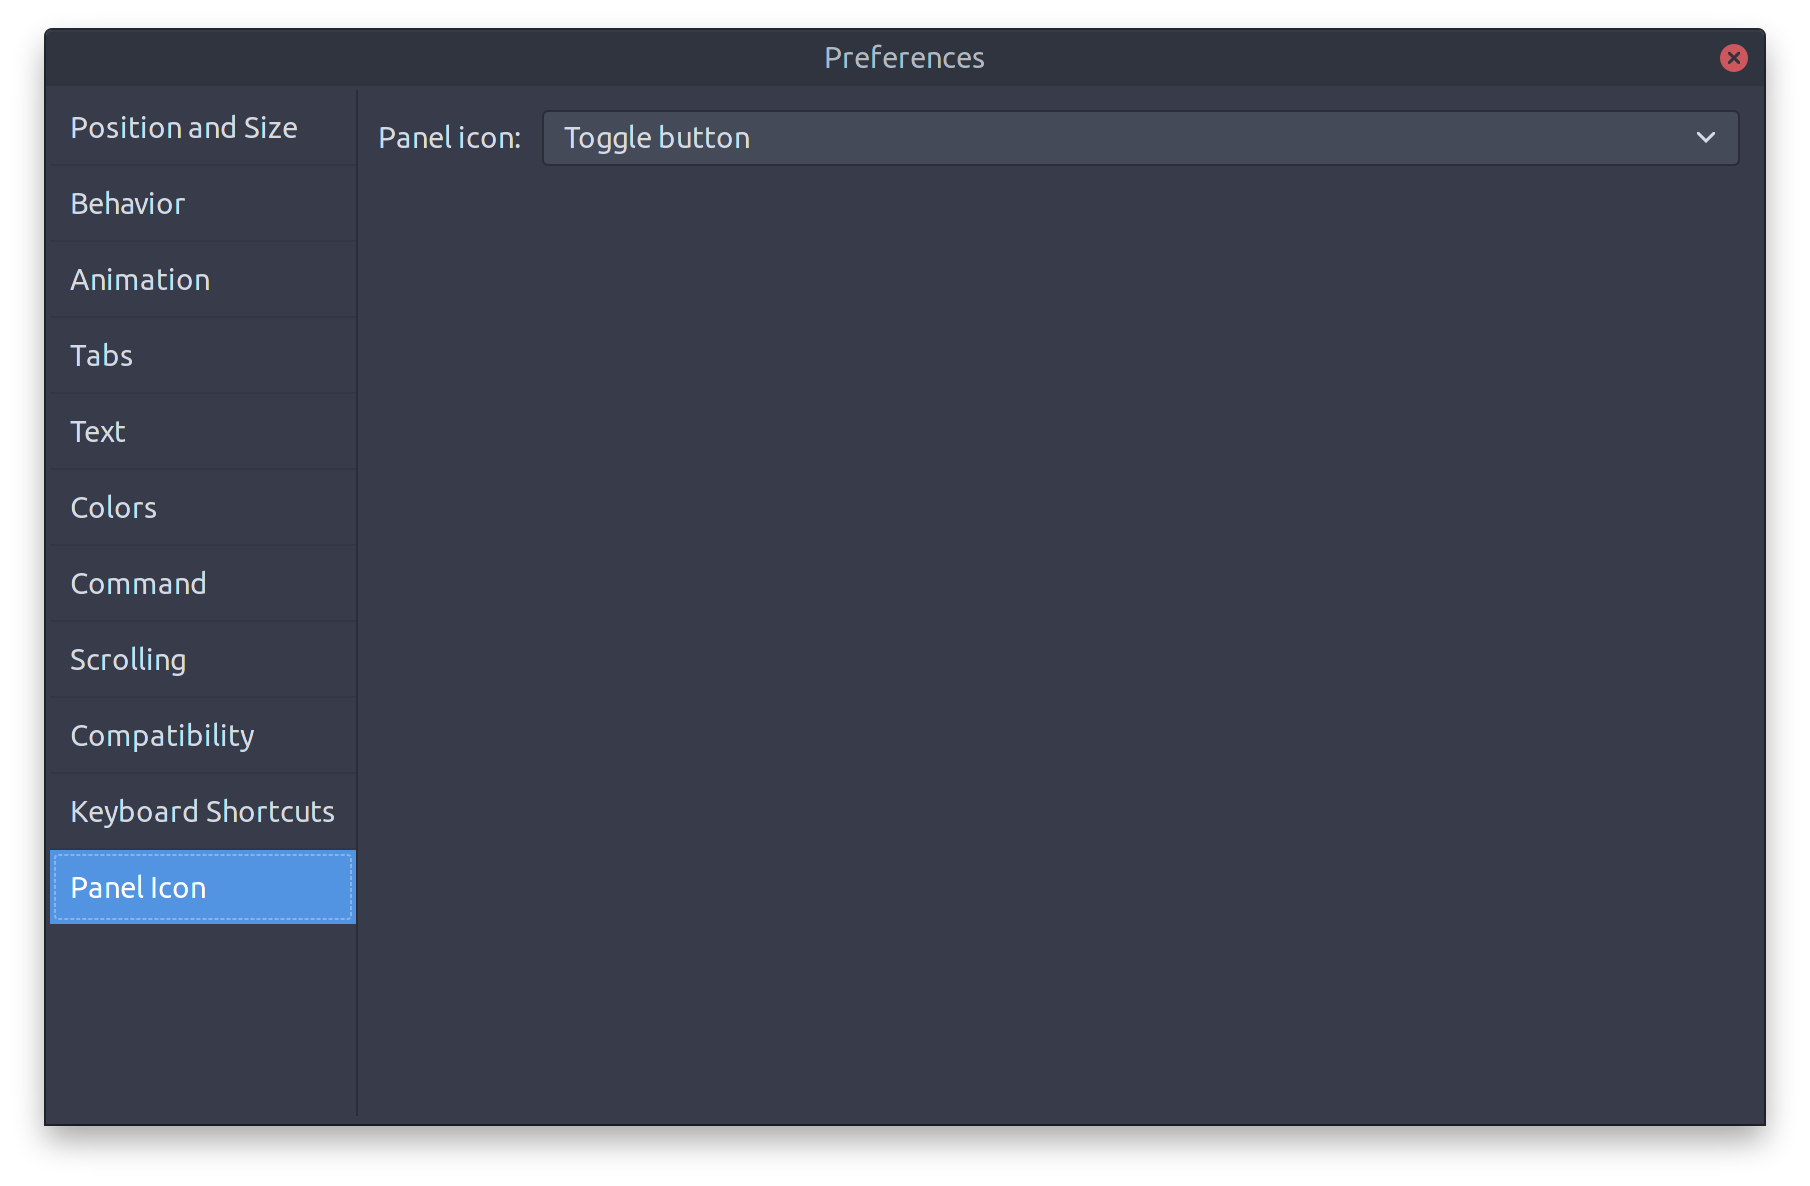 Preferences
Position and Size
Behavior
Animation
Tabs
Text
Colors
Command
Scrolling
Compatibility
Keyboard Shortcuts
Panel Icon
Panel icon: Toggle button